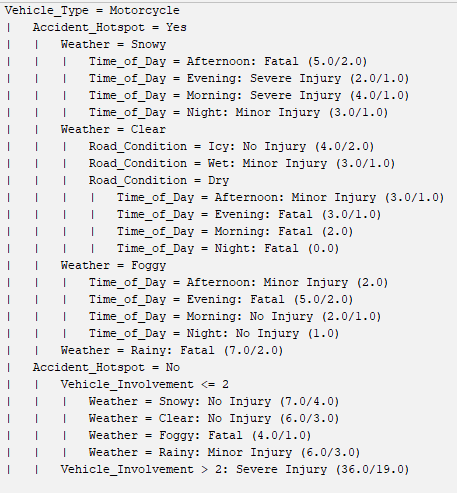 Vehicle_Type = Motorcycle
|   Accident_Hotspot = Yes
|   |   Weather = Snowy
|   |   |   Time_of_Day = Afternoon: Fatal (5.0/2.0)
|   |   |   Time_of_Day = Evening: Severe Injury (2.0/1.0)
|   |   |   Time_of_Day = Morning: Severe Injury (4.0/1.0)
|   |   |   Time_of_Day = Night: Minor Injury (3.0/1.0)
|   |   Weather = Clear
|   |   |   Road_Condition = Icy: No Injury (4.0/2.0)
|   |   |   Road_Condition = Wet: Minor Injury (3.0/1.0)
|   |   |   Road_Condition = Dry
|   |   |   |   Time_of_Day = Afternoon: Minor Injury (3.0/1.0)
|   |   |   |   Time_of_Day = Evening: Fatal (3.0/1.0)
|   |   |   |   Time_of_Day = Morning: Fatal (2.0)
|   |   |   |   Time_of_Day = Night: Fatal (0.0)
|   |   Weather = Foggy
|   |   |   Time_of_Day = Afternoon: Minor Injury (2.0)
|   |   |   Time_of_Day = Evening: Fatal (5.0/2.0)
|   |   |   Time_of_Day = Morning: No Injury (2.0/1.0)
|   |   |   Time_of_Day = Night: No Injury (1.0)
|   |   Weather = Rainy: Fatal (7.0/2.0)
|   Accident_Hotspot = No
|   |   Vehicle_Involvement <= 2
|   |   |   Weather = Snowy: No Injury (7.0/4.0)
|   |   |   Weather = Clear: No Injury (6.0/3.0)
|   |   |   Weather = Foggy: Fatal (4.0/1.0)
|   |   |   Weather = Rainy: Minor Injury (6.0/3.0)
|   |   Vehicle_Involvement > 2: Severe Injury (36.0/19.0)